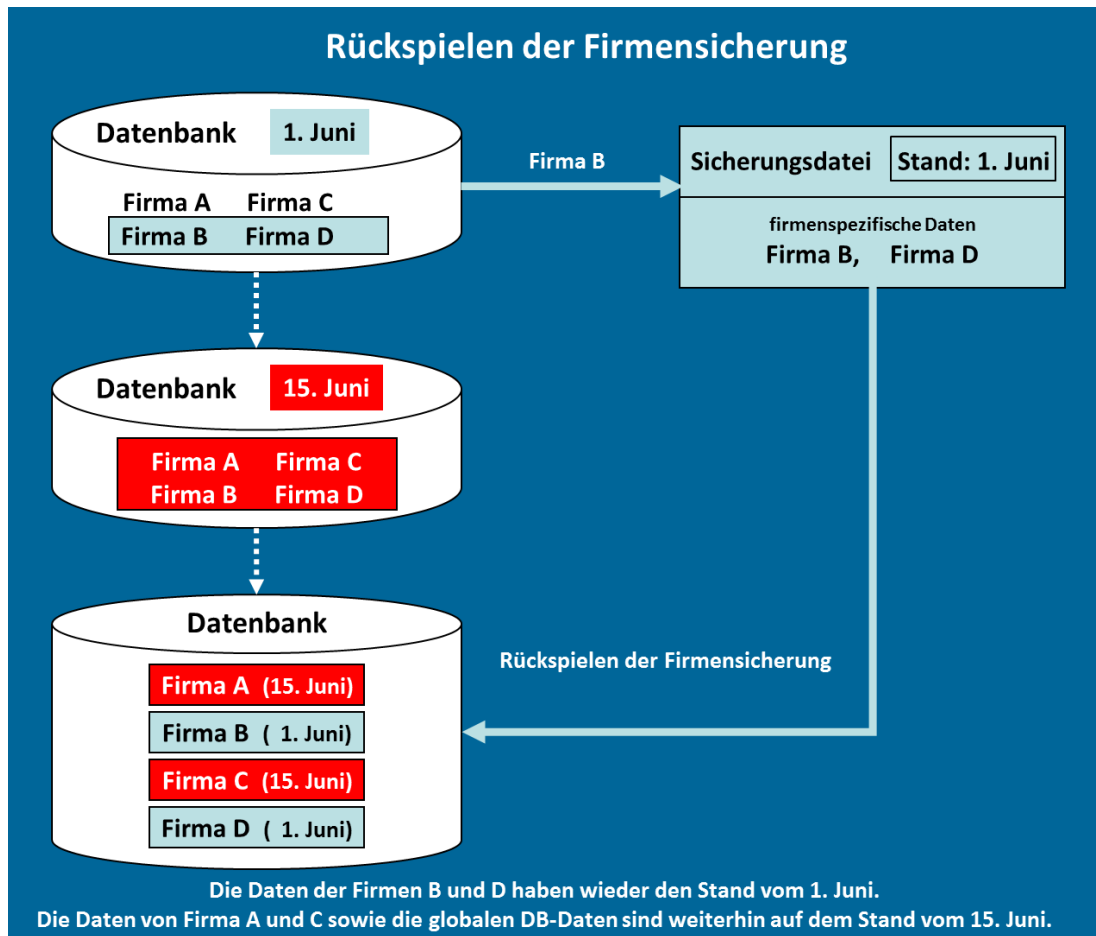 Rückspielen der Firmensicherung
Datenbank 1. Juni
Firma A Firma C
Firma B Firma D
Firma B
Sicherungsdatei Stand: 1. Juni
firmenspezifische Daten
Firma B, Firma D
Datenbank 15. Juni
Firma A Firma C
Firma B Firma D
Datenbank
Firma A (15. Juni)
Firma B ( 1. Juni)
Firma C (15. Juni)
Firma D ( 1. Juni)
Rückspielen der Firmensicherung
Die Daten der Firmen B und D haben wieder den Stand vom 1. Juni.
Die Daten von Firma A und C sowie die globalen DB-Daten sind weiterhin auf dem Stand vom 15. Juni.